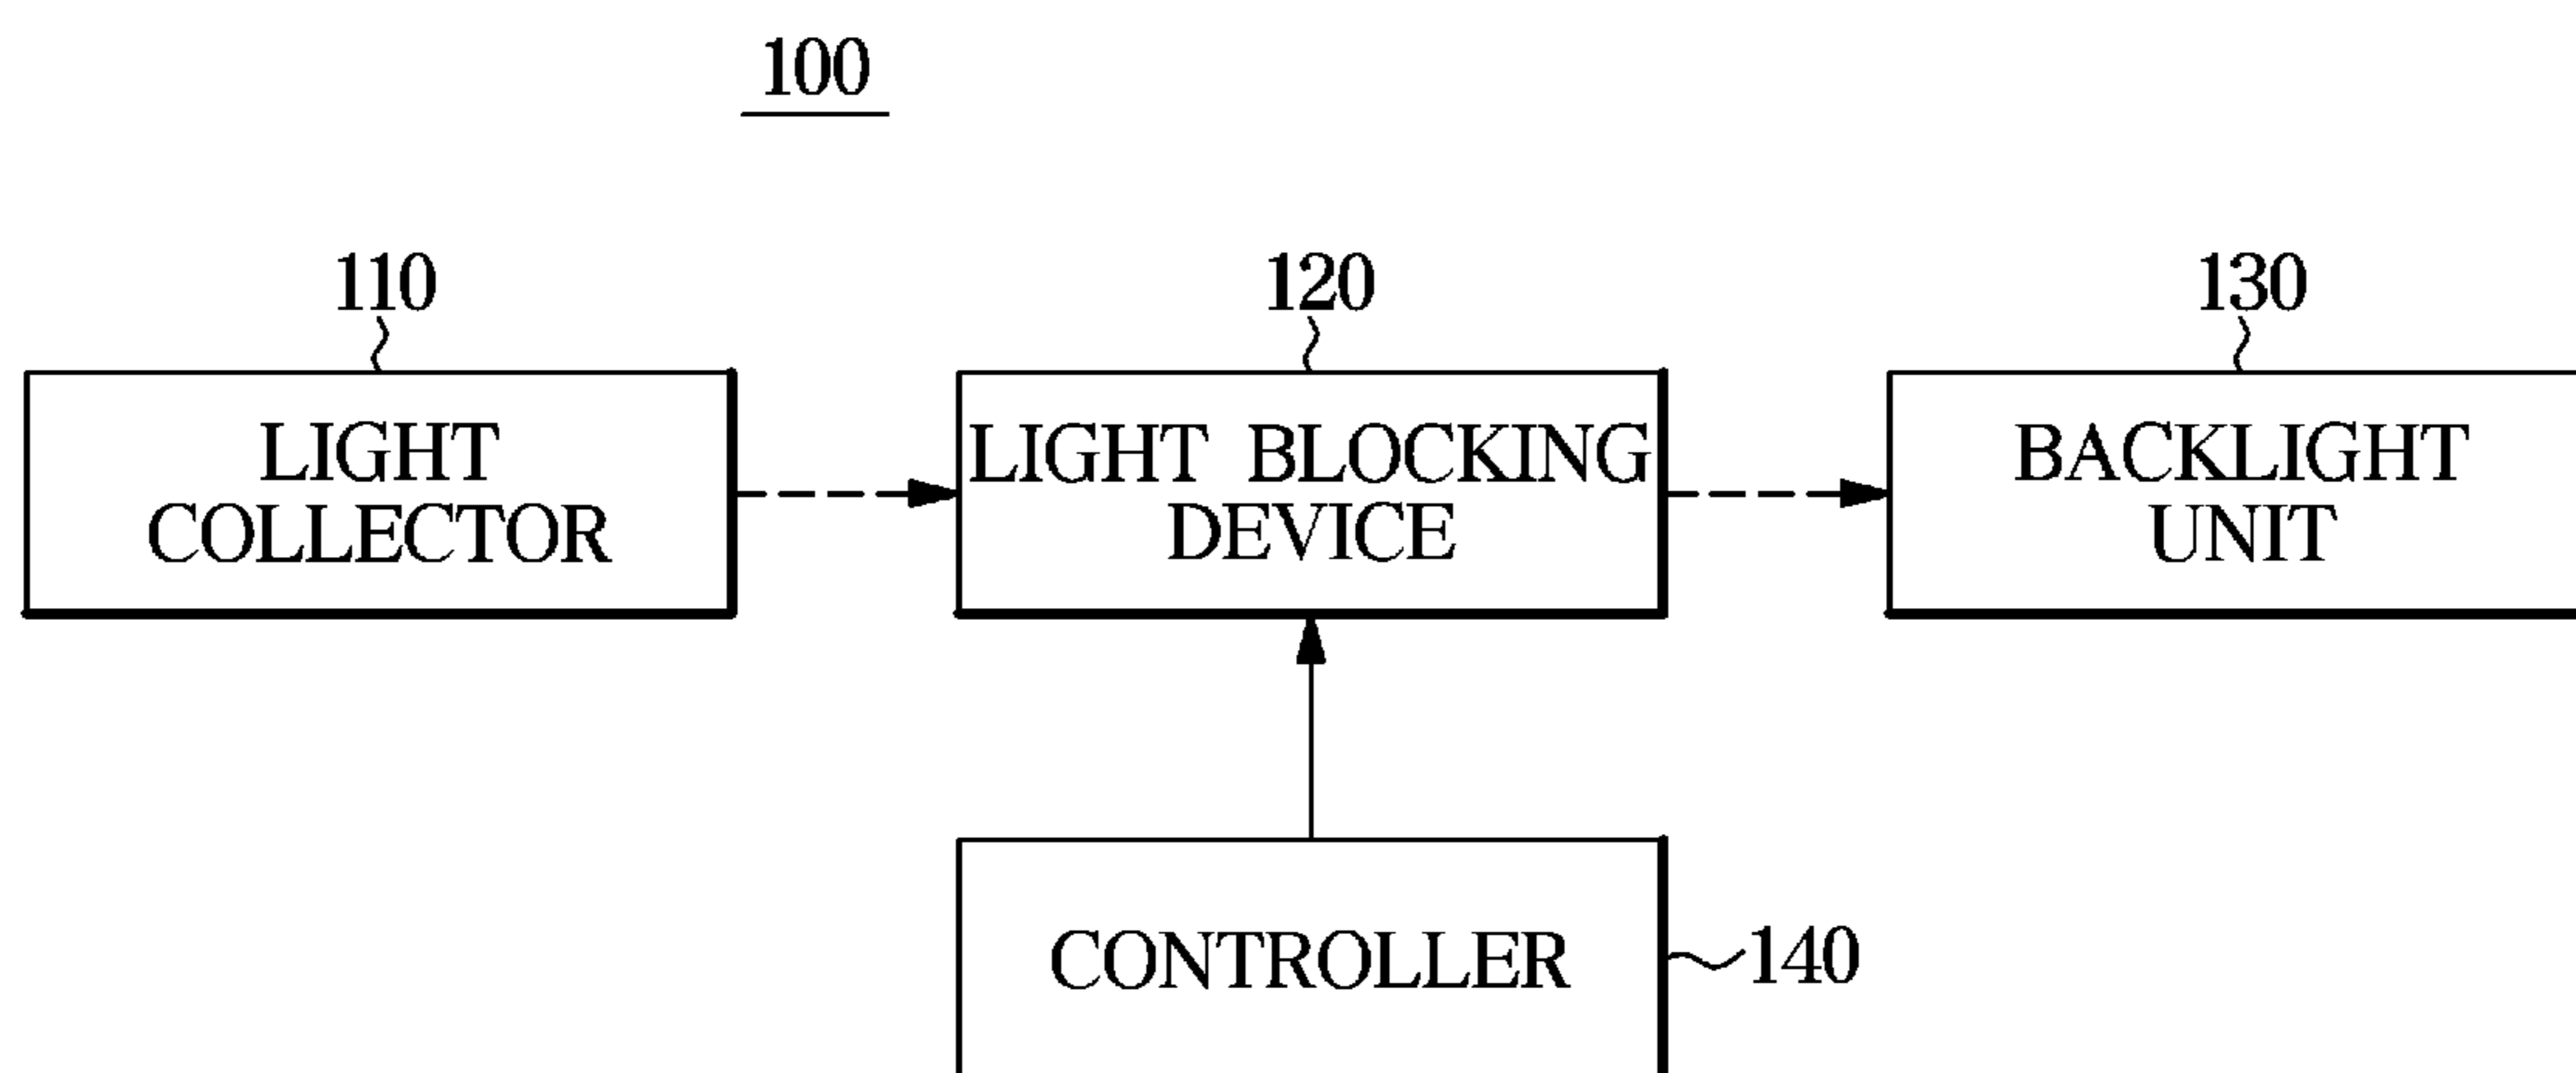 100
110
LIGHT
COLLECTOR
120
LIGHT BLOCKING
DEVICE
130
BACKLIGHT
UNIT
CONTROLLER
140